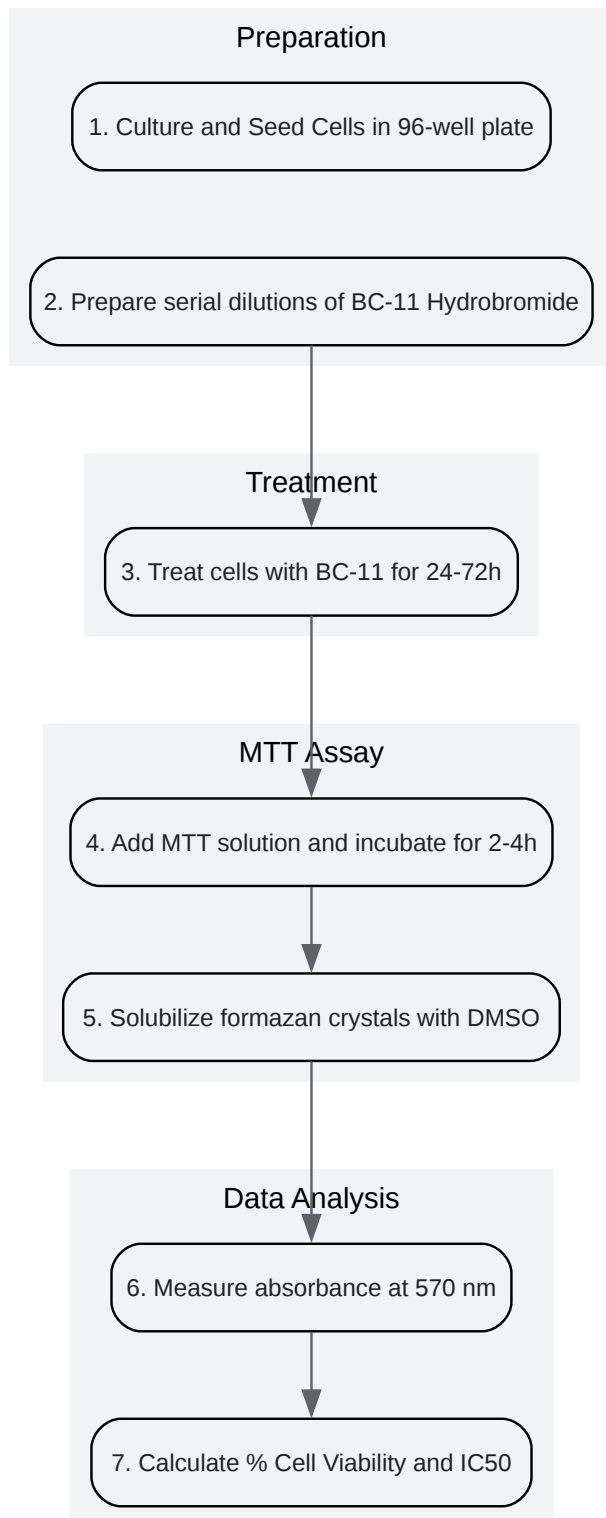 Preparation
1. Culture and Seed Cells in 96-well plate
2. Prepare serial dilutions of BC-11 Hydrobromide
Treatment
3. Treat cells with BC-11 for 24-72h
MTT Assay
4. Add MTT solution and incubate for 2-4h
5. Solubilize formazan crystals with DMSO
Data Analysis
6. Measure absorbance at 570 nm
7. Calculate % Cell Viability and IC50